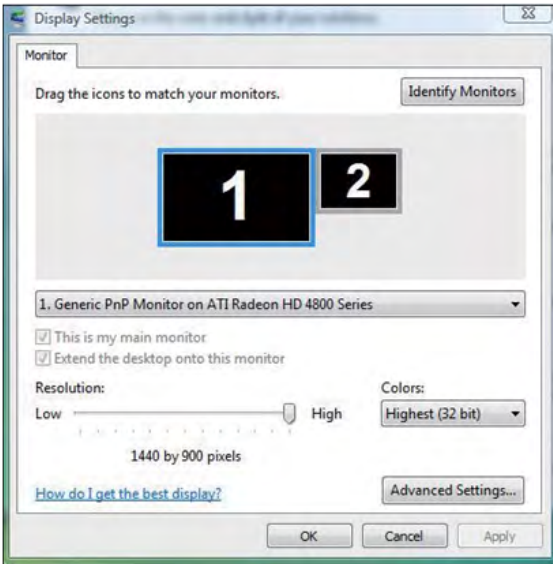 Display Settings
Monitor
Drag the icons to match your monitors.
Identify Monitors
1
2
1. Generic PnP Monitor on ATI Radeon HD 4800 Series
This is my main monitor
Extend the desktop onto this monitor
Resolution:
Colors:
Low
High
Highest (32 bit)
1440 by 900 pixels
How do I get the best display?
Advanced Settings...
OK
Cancel
Apply